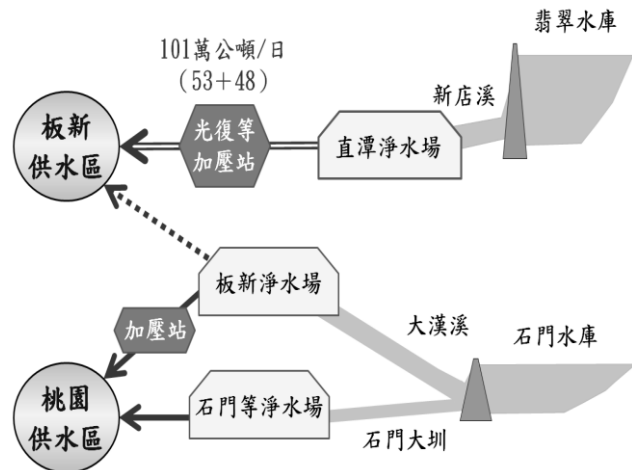 翡翠水庫
101萬公噸/日
(53+48)
新店溪
板新
供水區
光復等
加壓站
直潭淨水場
板新淨水場
加壓站
大漢溪
石門水庫
桃園
供水區
石門等淨水場
石門大圳